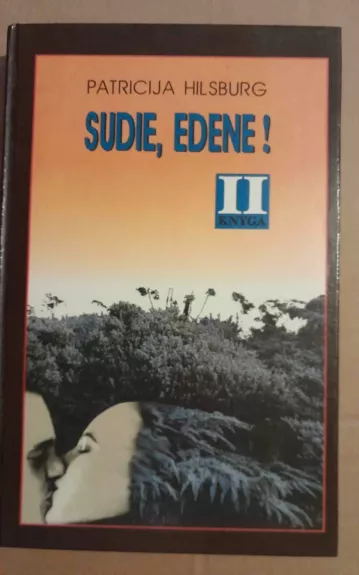 PATRICIJA HILSBURG
SUDIE, EDENE!
II
KNYGA